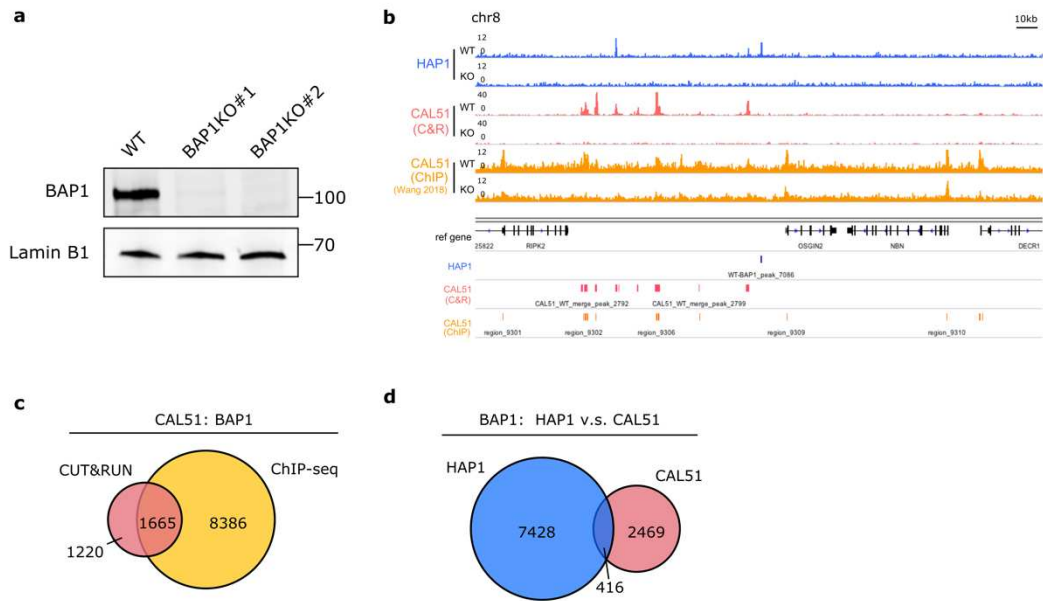 a
WT
BAP1KO#1
BAP1KO#2
BAP1
100
Lamin B1
70
b
chr8
10kb
HAP1
WT
12
0
KO
12
0
CAL51
(C&R)
WT
40
0
KO
40
0
CAL51
(ChIP)
(Wang 2018)
WT
12
0
KO
12
0
ref gene
25822
RIPK2
OSGIN2
NBN
DECR1
HAP1
WT-BAP1_peak_7086
CAL51
(C&R)
CAL51_WT_merge_peak_2792
CAL51_WT_merge_peak_2799
CAL51
(ChIP)
region_9301
region_9302
region_9306
region_9309
region_9310
c
CAL51: BAP1
CUT&RUN
ChIP-seq
1665
8386
1220
d
BAP1: HAP1 v.s. CAL51
HAP1
CAL51
7428
2469
416